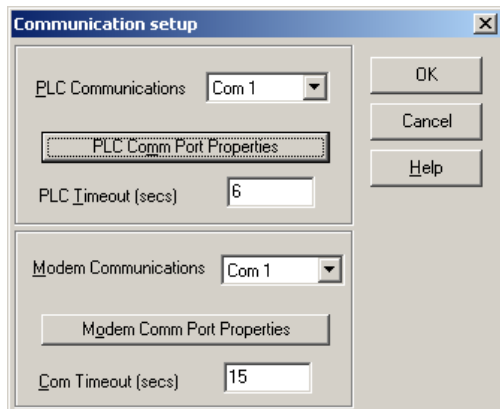 Communication setup
PLC Communications Com 1
PLC Comm Port Properties
PLC Timeout (secs) 6
Modem Communications Com 1
Modem Comm Port Properties
Com Timeout (secs) 15
OK
Cancel
Help